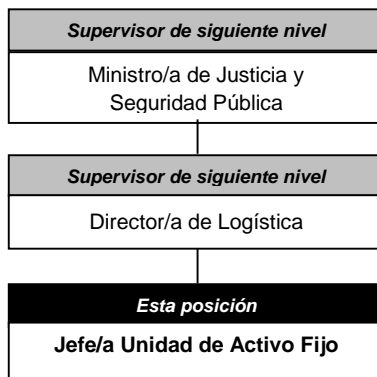 Supervisor de siguiente nivel
Ministro/a de Justicia y
Seguridad Pública
Supervisor de siguiente nivel
Director/a de Logística
Esta posición
Jefe/a Unidad de Activo Fijo